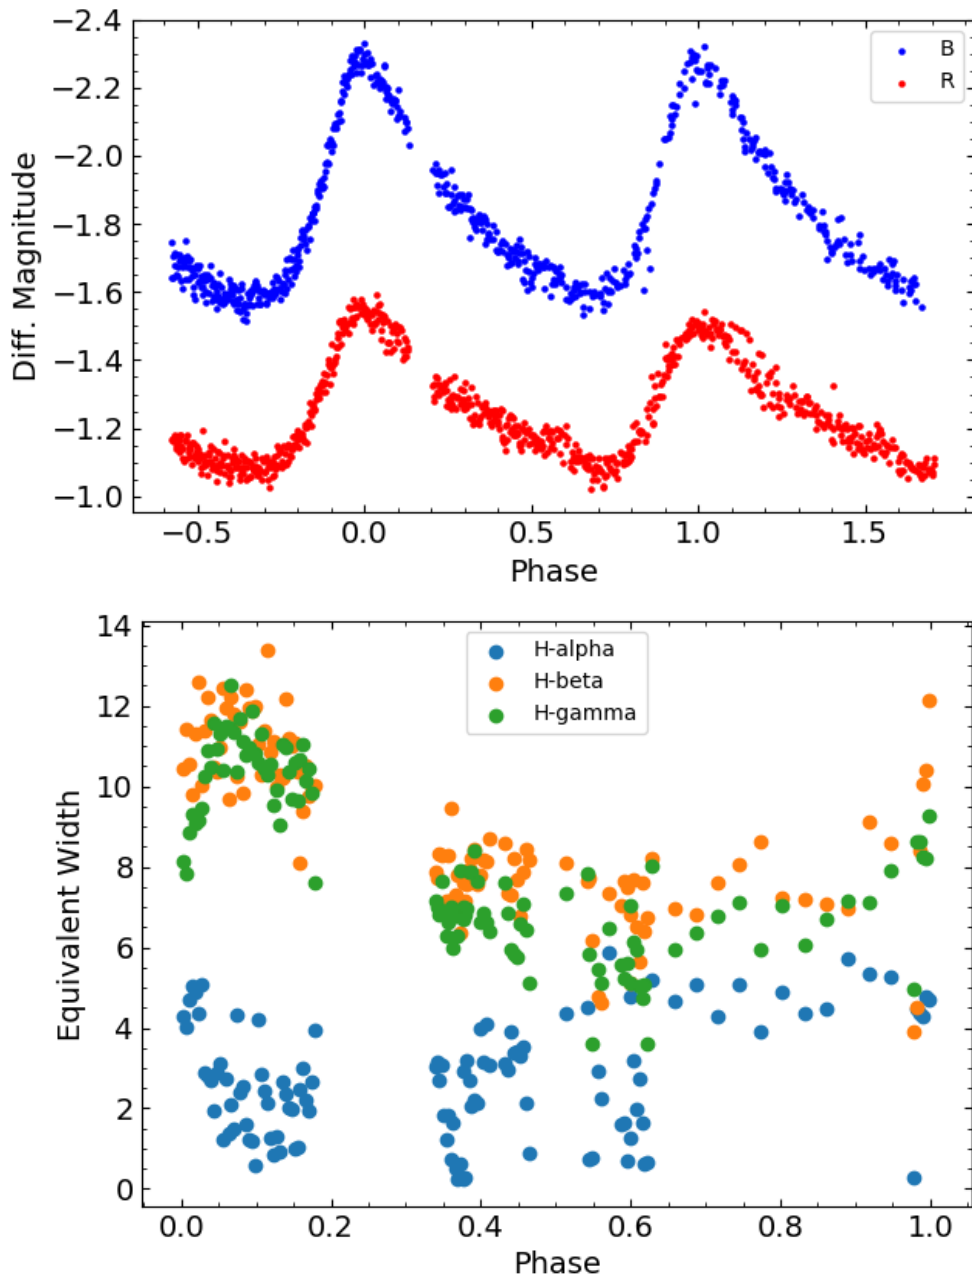 −2.4
−2.2
−2.0
−1.8
−1.6
−1.4
−1.2
−1.0
Diff. Magnitude
B
R
−0.5 0.0 0.5 1.0 1.5
Phase
14
12
10
8
6
4
2
0
Equivalent Width
H-alpha
H-beta
H-gamma
0.0 0.2 0.4 0.6 0.8 1.0
Phase